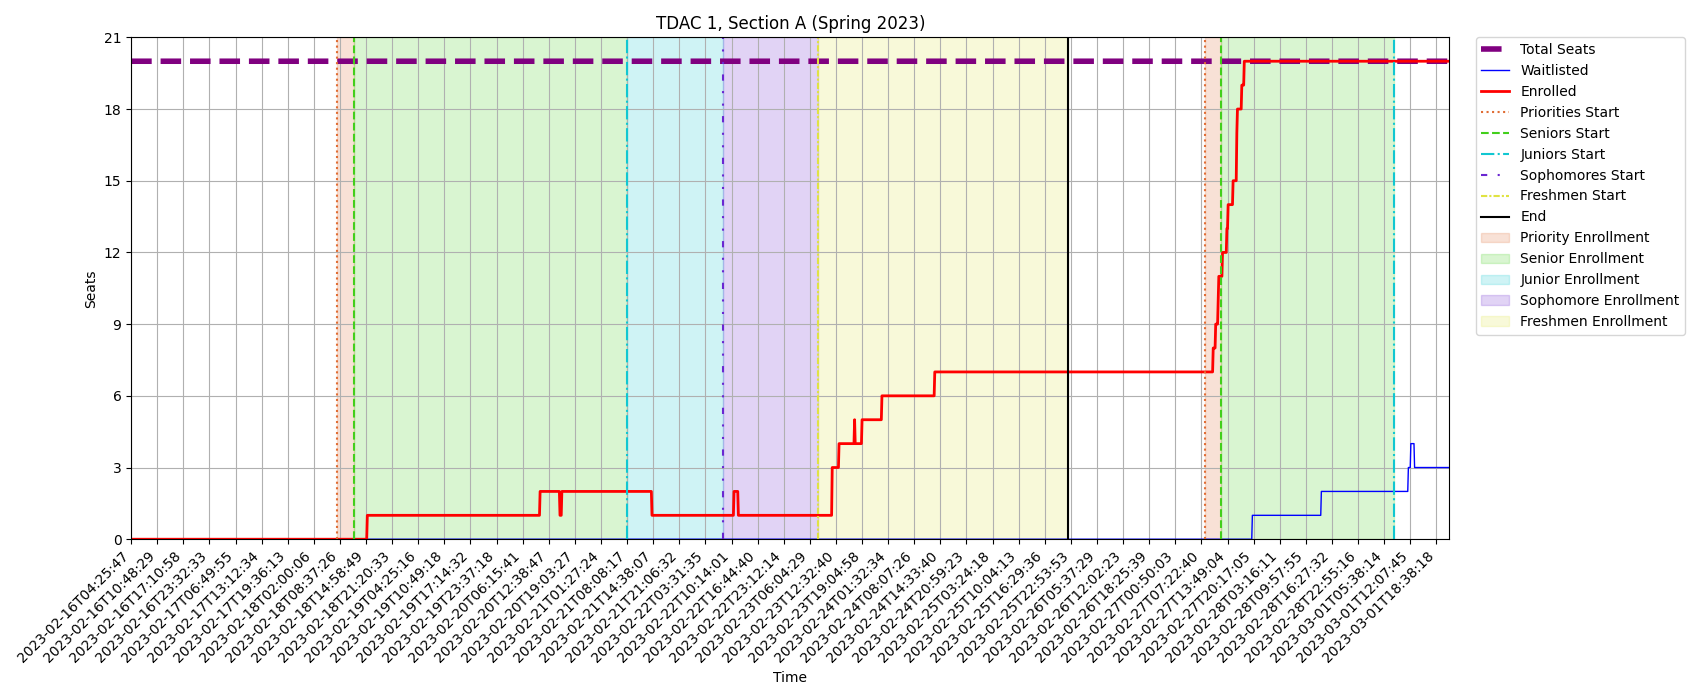 TDAC 1, Section A (Spring 2023)
21
18
15
12
9
6
3
0
Seats
2023-02-16T04:25:47
2023-02-16T10:48:29
2023-02-16T17:10:58
2023-02-16T23:32:33
2023-02-17T06:49:55
2023-02-17T13:12:34
2023-02-17T19:36:13
2023-02-18T02:00:06
2023-02-18T08:37:26
2023-02-18T14:58:49
2023-02-18T21:20:33
2023-02-19T04:25:16
2023-02-19T10:49:18
2023-02-19T17:14:32
2023-02-19T23:37:18
2023-02-20T06:15:41
2023-02-20T12:38:47
2023-02-20T19:03:27
2023-02-21T01:27:24
2023-02-21T08:08:17
2023-02-21T14:38:07
2023-02-21T21:06:32
2023-02-22T03:31:35
2023-02-22T10:14:01
2023-02-22T16:44:40
2023-02-22T23:12:14
2023-02-23T06:04:29
2023-02-23T12:32:40
2023-02-23T19:04:58
2023-02-24T01:32:34
2023-02-24T08:07:26
2023-02-24T14:33:40
2023-02-24T20:59:23
2023-02-25T03:24:18
2023-02-25T10:04:13
2023-02-25T16:29:36
2023-02-25T22:53:53
2023-02-26T05:37:29
2023-02-26T12:02:23
2023-02-26T18:25:39
2023-02-27T00:50:03
2023-02-27T07:22:40
2023-02-27T13:49:04
2023-02-27T20:17:05
2023-02-28T03:16:11
2023-02-28T09:57:55
2023-02-28T16:27:32
2023-02-28T22:55:16
2023-03-01T05:38:14
2023-03-01T12:07:45
2023-03-01T18:38:18
Time
Total Seats
Waitlisted
Enrolled
Priorities Start
Seniors Start
Juniors Start
Sophomores Start
Freshmen Start
End
Priority Enrollment
Senior Enrollment
Junior Enrollment
Sophomore Enrollment
Freshmen Enrollment